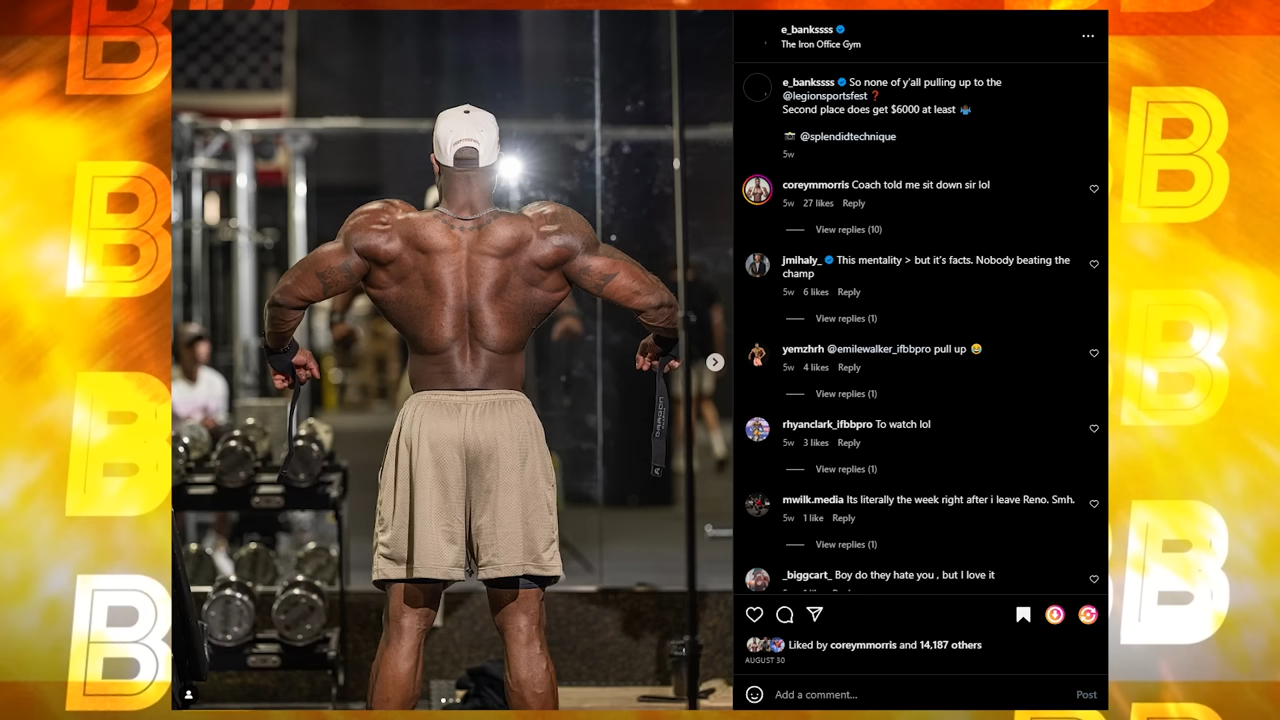 e_bankssss
The Iron Office Gym
e_bankssss So none of y'all pulling up to the
@legionsportsfest ❓
Second place does get $6000 at least
@splendidtechnique
5w
coreymmorris Coach told me sit down sir lol
5w 27 likes Reply
View replies (10)
jmihaly_ This mentality > but it's facts. Nobody beating the
champ
5w 6 likes Reply
View replies (1)
yemzhrh @emilewalker_ifbbpro pull up 😂
5w 4 likes Reply
View replies (1)
rhyanclark_ifbbpro To watch lol
5w 3 likes Reply
View replies (1)
mwilk.media Its literally the week right after i leave Reno. Smh.
5w 1 like Reply
View replies (1)
_biggcart_ Boy do they hate you , but I love it
Liked by coreymmorris and 14,187 others
AUGUST 30
Add a comment...
Post
B
B
B
B
B
B
B